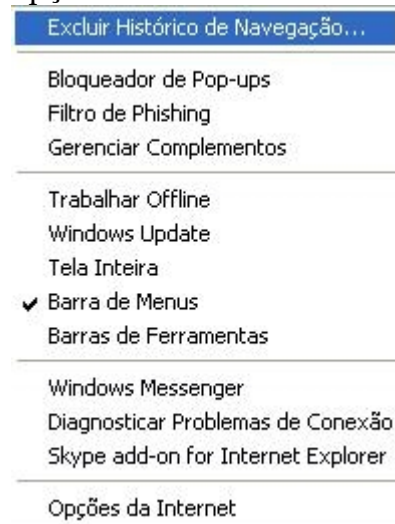 Excluir Histórico de Navegação...
Bloqueador de Pop-ups
Filtro de Phishing
Gerenciar Complementos
Trabalhar Offline
Windows Update
Tela Inteira
Barra de Menus
Barras de Ferramentas
Windows Messenger
Diagnosticar Problemas de Conexão
Skype add-on for Internet Explorer
Opções da Internet